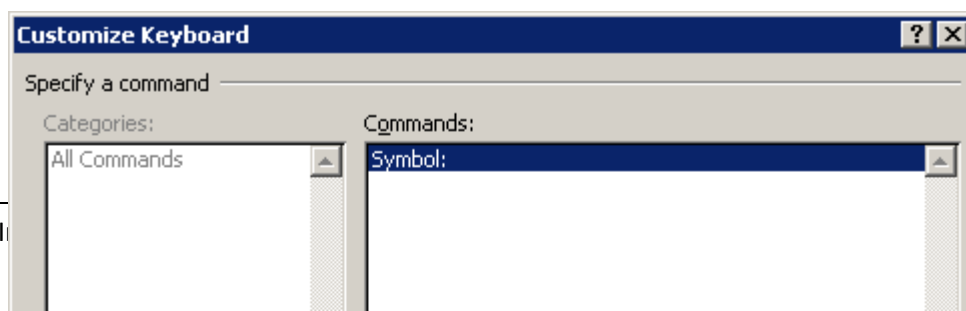 Customize Keyboard
Specify a command
Categories:
Commands:
All Commands
Symbol: